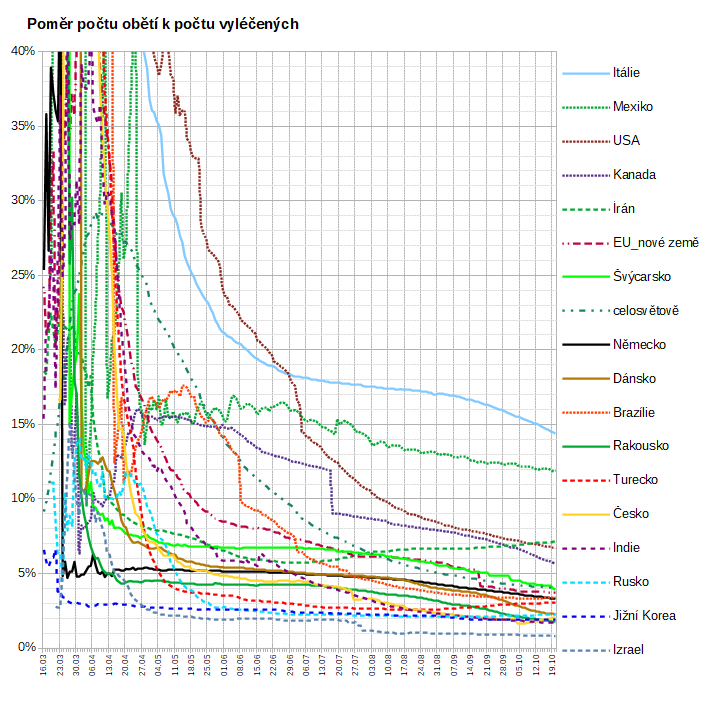 Poměr počtu obětí k počtu vyléčených
40%
35%
30%
25%
20%
15%
10%
5%
0%
16.03
23.03
30.03
06.04
13.04
20.04
27.04
04.05
11.05
18.05
25.05
01.06
08.06
15.06
22.06
29.06
06.07
13.07
20.07
27.07
03.08
10.08
17.08
24.08
31.08
07.09
14.09
21.09
28.09
05.10
12.10
19.10
Itálie
Mexiko
USA
Kanada
Írán
EU_nové země
Švýcarsko
celosvětově
Německo
Dánsko
Brazílie
Rakousko
Turecko
Česko
Indie
Rusko
Jižní Korea
Izrael